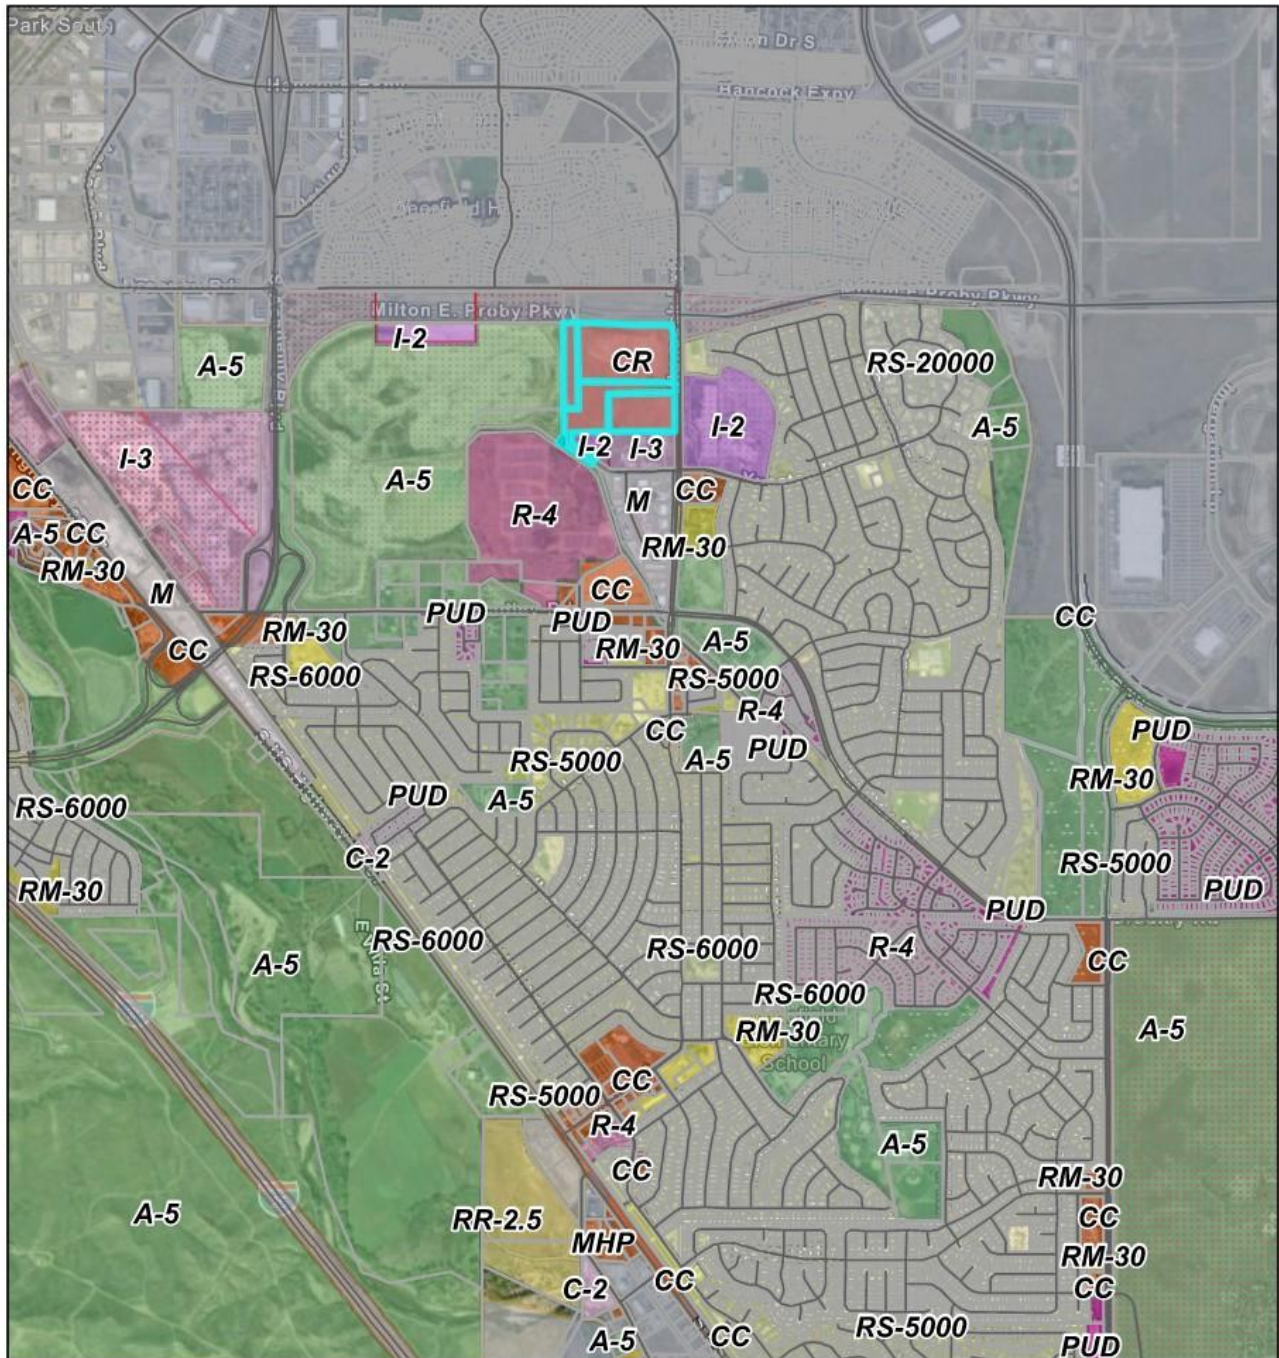 Park South
Hancock Expy
Milton E. Proby Pkwy
I-2
A-5
CR
RS-20000
I-2
A-5
I-3
I-2
I-3
A-5
CC
M
CC
R-4
A-5
CC
RM-30
RM-30
CC
M
CC
PUD
PUD
RM-30
RM-30
A-5
CC
RS-6000
RS-5000
R-4
CC
PUD
RS-5000
A-5
PUD
RM-30
PUD
A-5
RS-6000
C-2
RS-5000
RM-30
PUD
PUD
RS-6000
RS-6000
R-4
CC
A-5
RS-6000
RM-30
School
A-5
CC
RS-5000
R-4
A-5
CC
RM-30
A-5
RR-2.5
CC
MHP
RM-30
CC
C-2
CC
RS-5000
CC
A-5
PUD